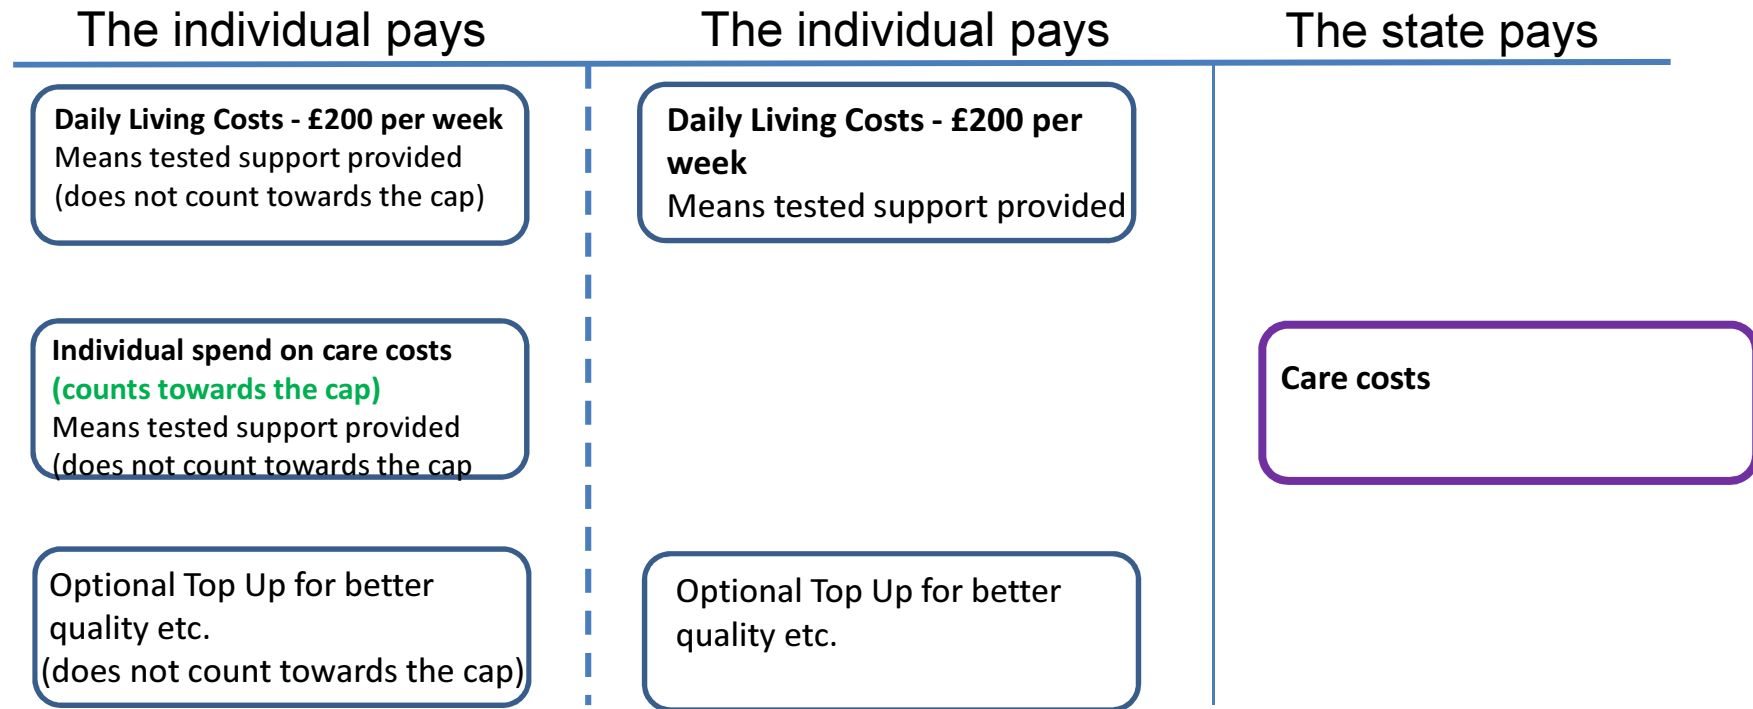 The individual pays
The individual pays
The state pays
Daily Living Costs - £200 per week
Means tested support provided
(does not count towards the cap)
Daily Living Costs - £200 per
week
Means tested support provided
Individual spend on care costs
(counts towards the cap)
Means tested support provided
(does not count towards the cap
Care costs
Optional Top Up for better
quality etc.
(does not count towards the cap)
Optional Top Up for better
quality etc.